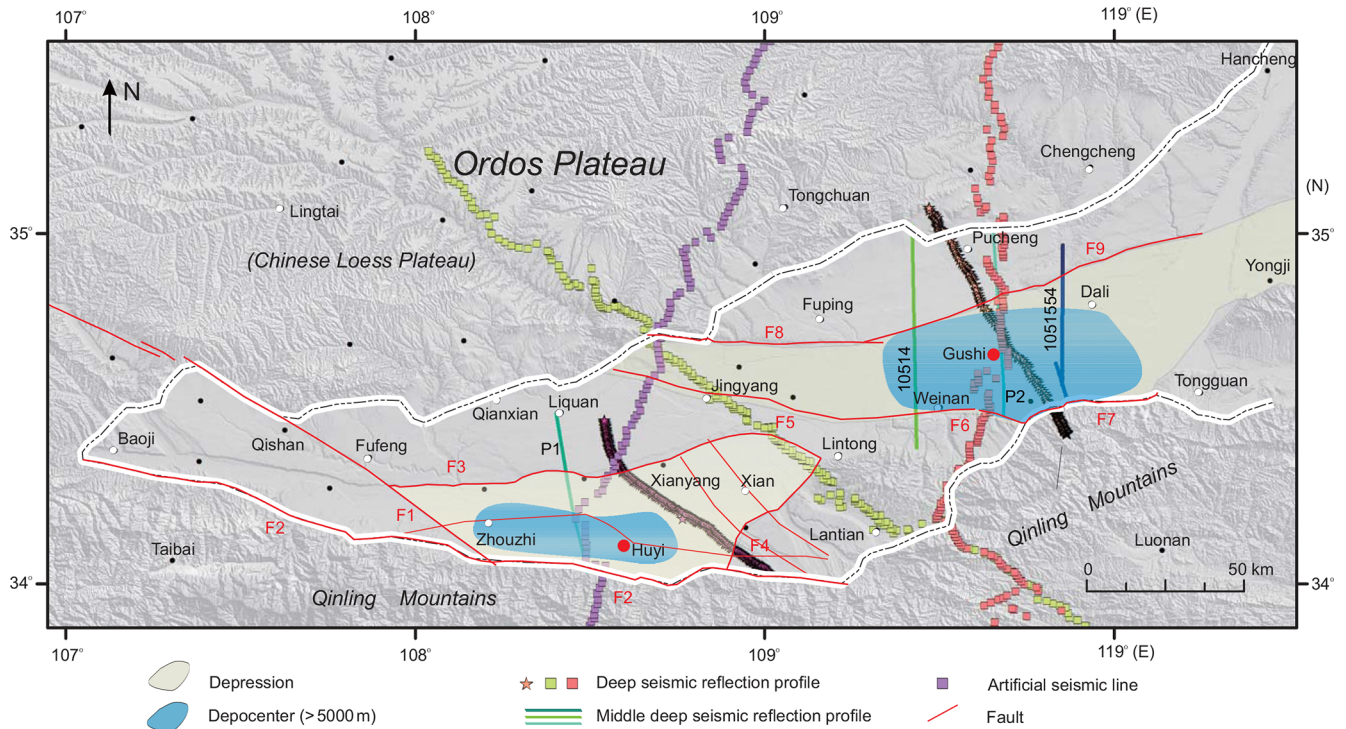 107° 108° 109° 119° (E)
Hancheng
N
Chengcheng
Ordos Plateau
(N)
Lingtai
Tongchuan
35° 35°
Pucheng
F9
(Chinese Loess Plateau)
Yongji
Dali
Fuping
1051554
F8
Gushi
10514
Jingyang
Tongguan
Weinan
P2
Qianxian
Liquan
F6
F7
F5
Baoji
Qishan
Fufeng
P1
Lintong
F3
Xianyang
Xian
Qinling Mountains
F1
F2
Zhouzhi
Lantian
Luonan
Taibai
Huyi
F4
0 50 km
34° 34°
Qinling Mountains
F2
107° 108° 109° 119° (E)
Depression
Deep seismic reflection profile
Artificial seismic line
Depocenter (> 5000 m)
Middle deep seismic reflection profile
Fault